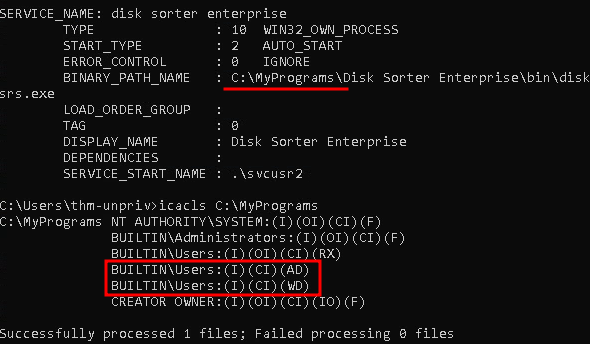 SERVICE_NAME: disk sorter enterprise
        TYPE               : 10  WIN32_OWN_PROCESS
        START_TYPE         : 2   AUTO_START
        ERROR_CONTROL      : 0   IGNORE
        BINARY_PATH_NAME   : C:\MyPrograms\Disk Sorter Enterprise\bin\disk
srs.exe
        LOAD_ORDER_GROUP   :
        TAG                : 0
        DISPLAY_NAME       : Disk Sorter Enterprise
        DEPENDENCIES       :
        SERVICE_START_NAME : .\svcusr2
C:\Users\thm-unpriv>icacls C:\MyPrograms
C:\MyPrograms NT AUTHORITY\SYSTEM:(I)(OI)(CI)(F)
              BUILTIN\Administrators:(I)(OI)(CI)(F)
              BUILTIN\Users:(I)(OI)(CI)(RX)
              BUILTIN\Users:(I)(CI)(AD)
              BUILTIN\Users:(I)(CI)(WD)
              CREATOR OWNER:(I)(OI)(CI)(IO)(F)
Successfully processed 1 files; Failed processing 0 files